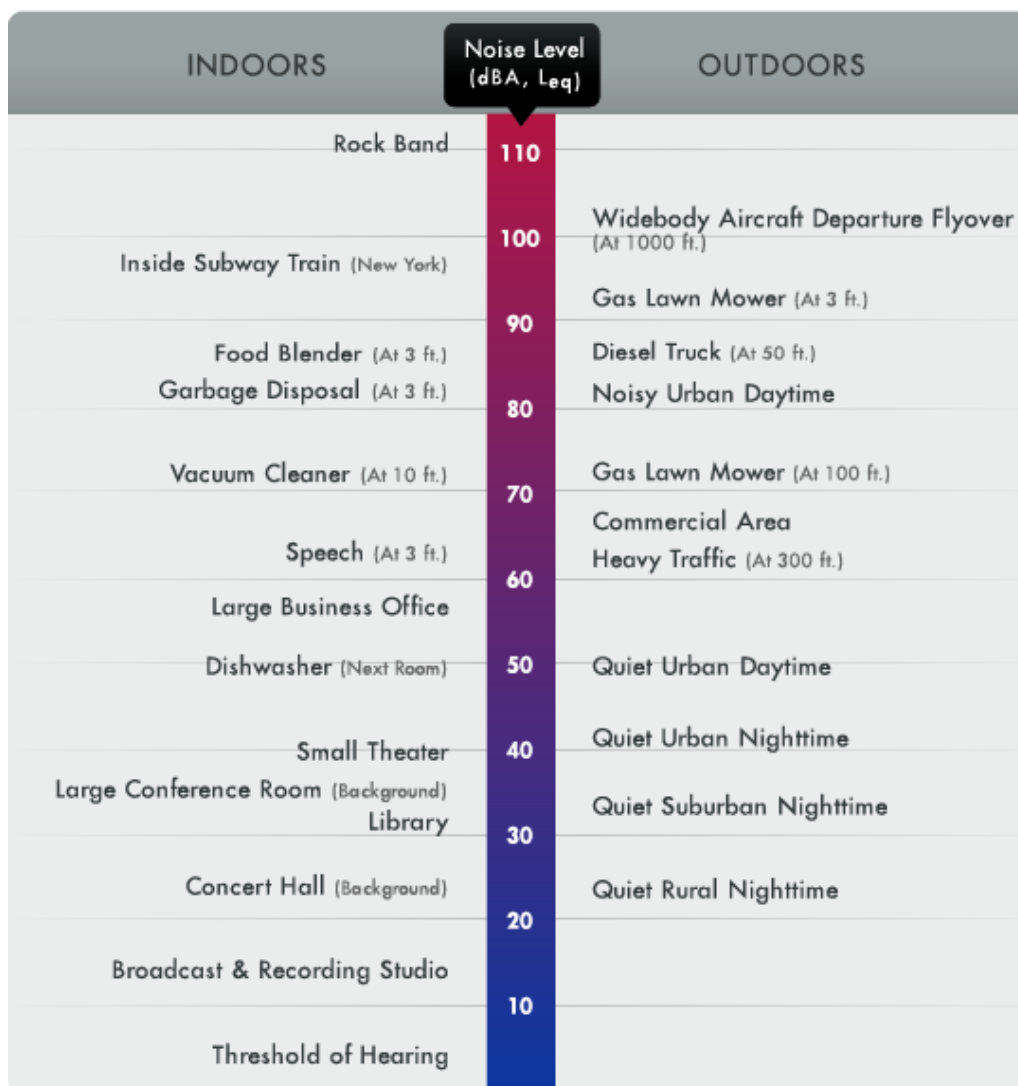 INDOORS
Noise Level
(dBA, Leq)
OUTDOORS
Rock Band
110
Widebody Aircraft Departure Flyover
(At 1000 ft.)
100
Inside Subway Train (New York)
Gas Lawn Mower (At 3 ft.)
90
Food Blender (At 3 ft.)
Diesel Truck (At 50 ft.)
Garbage Disposal (At 3 ft.)
Noisy Urban Daytime
80
Vacuum Cleaner (At 10 ft.)
Gas Lawn Mower (At 100 ft.)
70
Commercial Area
Speech (At 3 ft.)
Heavy Traffic (At 300 ft.)
60
Large Business Office
Dishwasher (Next Room)
50
Quiet Urban Daytime
Small Theater
40
Quiet Urban Nighttime
Large Conference Room (Background)
Quiet Suburban Nighttime
Library
30
Concert Hall (Background)
Quiet Rural Nighttime
20
Broadcast & Recording Studio
10
Threshold of Hearing